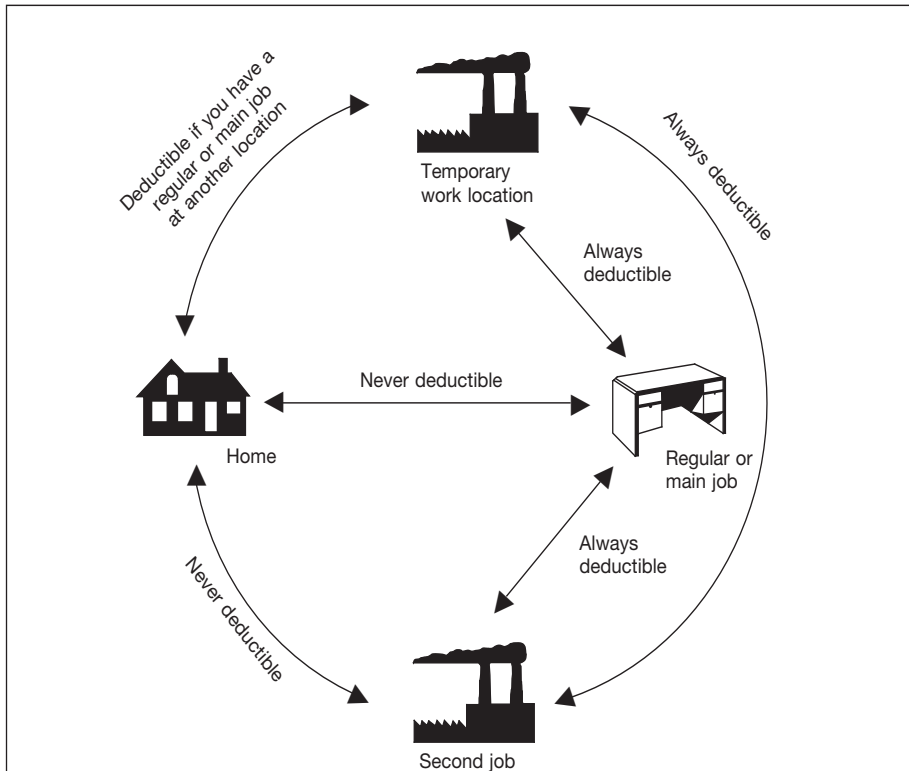 Deductible if you have a
regular or main job
at another location
Temporary
work location
Always deductible
Always
deductible
Never deductible
Home
Regular or
main job
Always
deductible
Never deductible
Second job